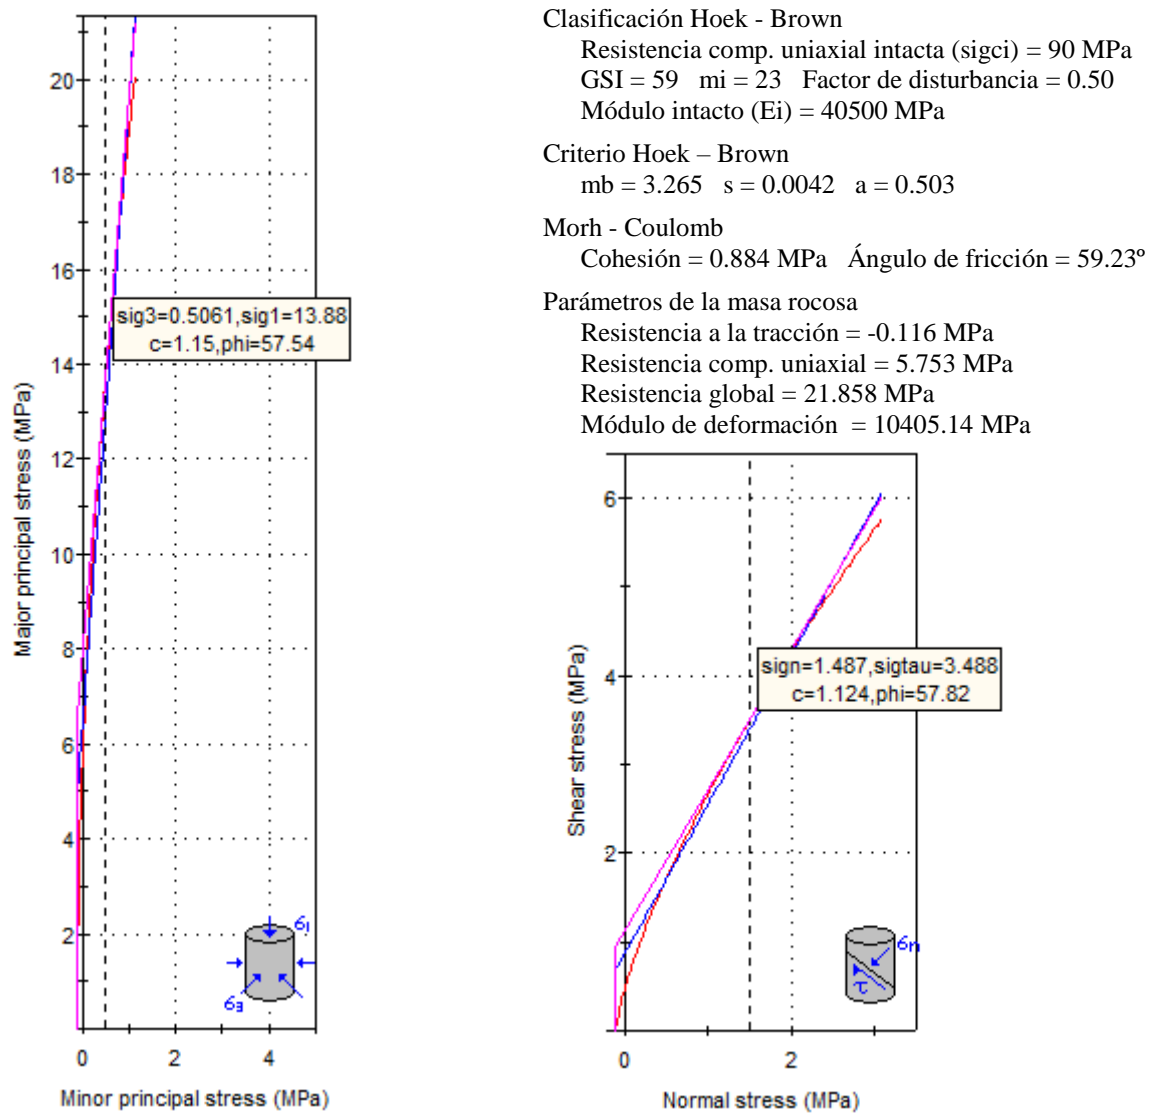 Clasificación Hoek - Brown
Resistencia comp. uniaxial intacta (sigci) = 90 MPa
GSI = 59 mi = 23 Factor de disturbancia = 0.50
Módulo intacto (Ei) = 40500 MPa
Criterio Hoek – Brown
mb = 3.265 s = 0.0042 a = 0.503
Morh - Coulomb
Cohesión = 0.884 MPa Ángulo de fricción = 59.23º
Parámetros de la masa rocosa
Resistencia a la tracción = -0.116 MPa
Resistencia comp. uniaxial = 5.753 MPa
Resistencia global = 21.858 MPa
Módulo de deformación = 10405.14 MPa
Major principal stress (MPa)
20
18
16
14
12
10
8
6
4
2
sig3=0.5061,sig1=13.88
c=1.15,phi=57.54
б1
б3
0
2
4
Minor principal stress (MPa)
Shear stress (MPa)
6
4
2
sign=1.487,sigtau=3.488
c=1.124,phi=57.82
бn
τ
0
2
Normal stress (MPa)